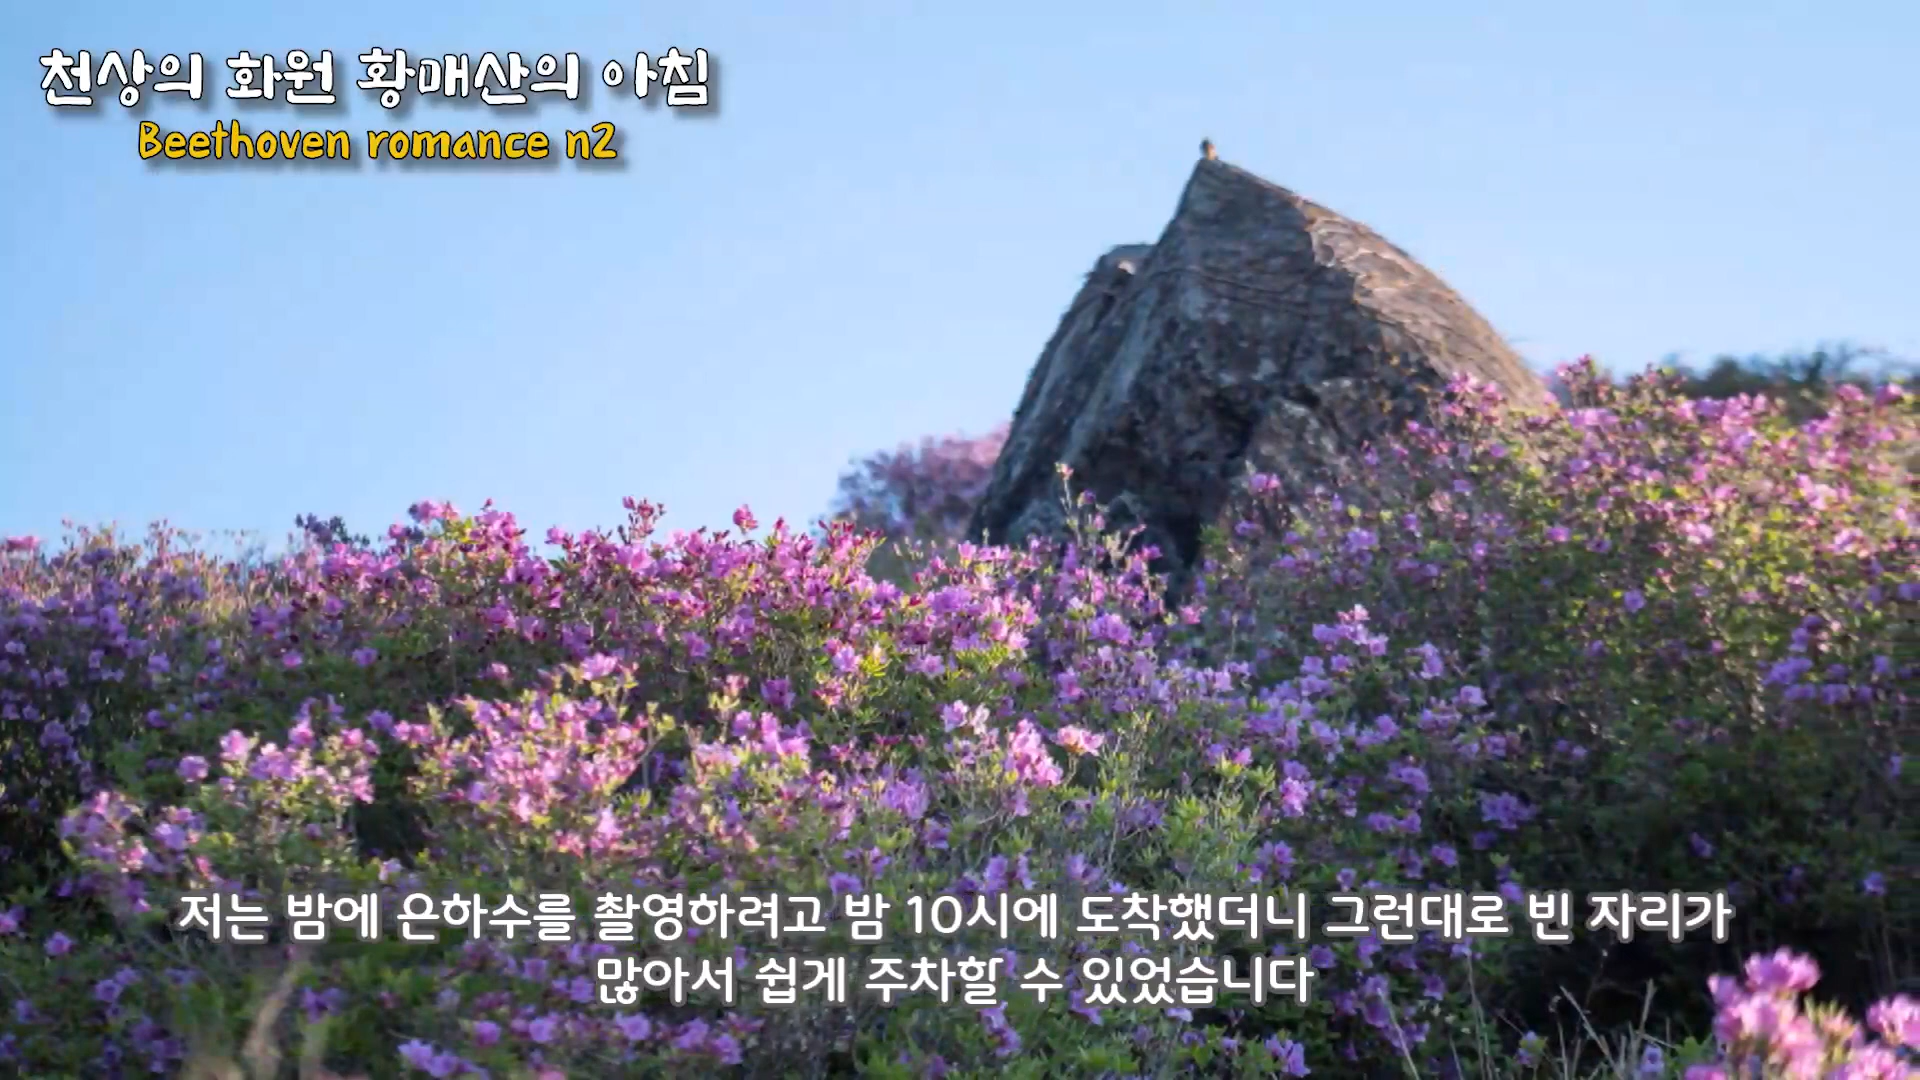 천상의 화원 황매산의 아침
Beethoven romance n2
저는 밤에 은하수를 촬영하려고 밤 10시에 도착했더니 그런대로 빈 자리가
많아서 쉽게 주차할 수 있었습니다